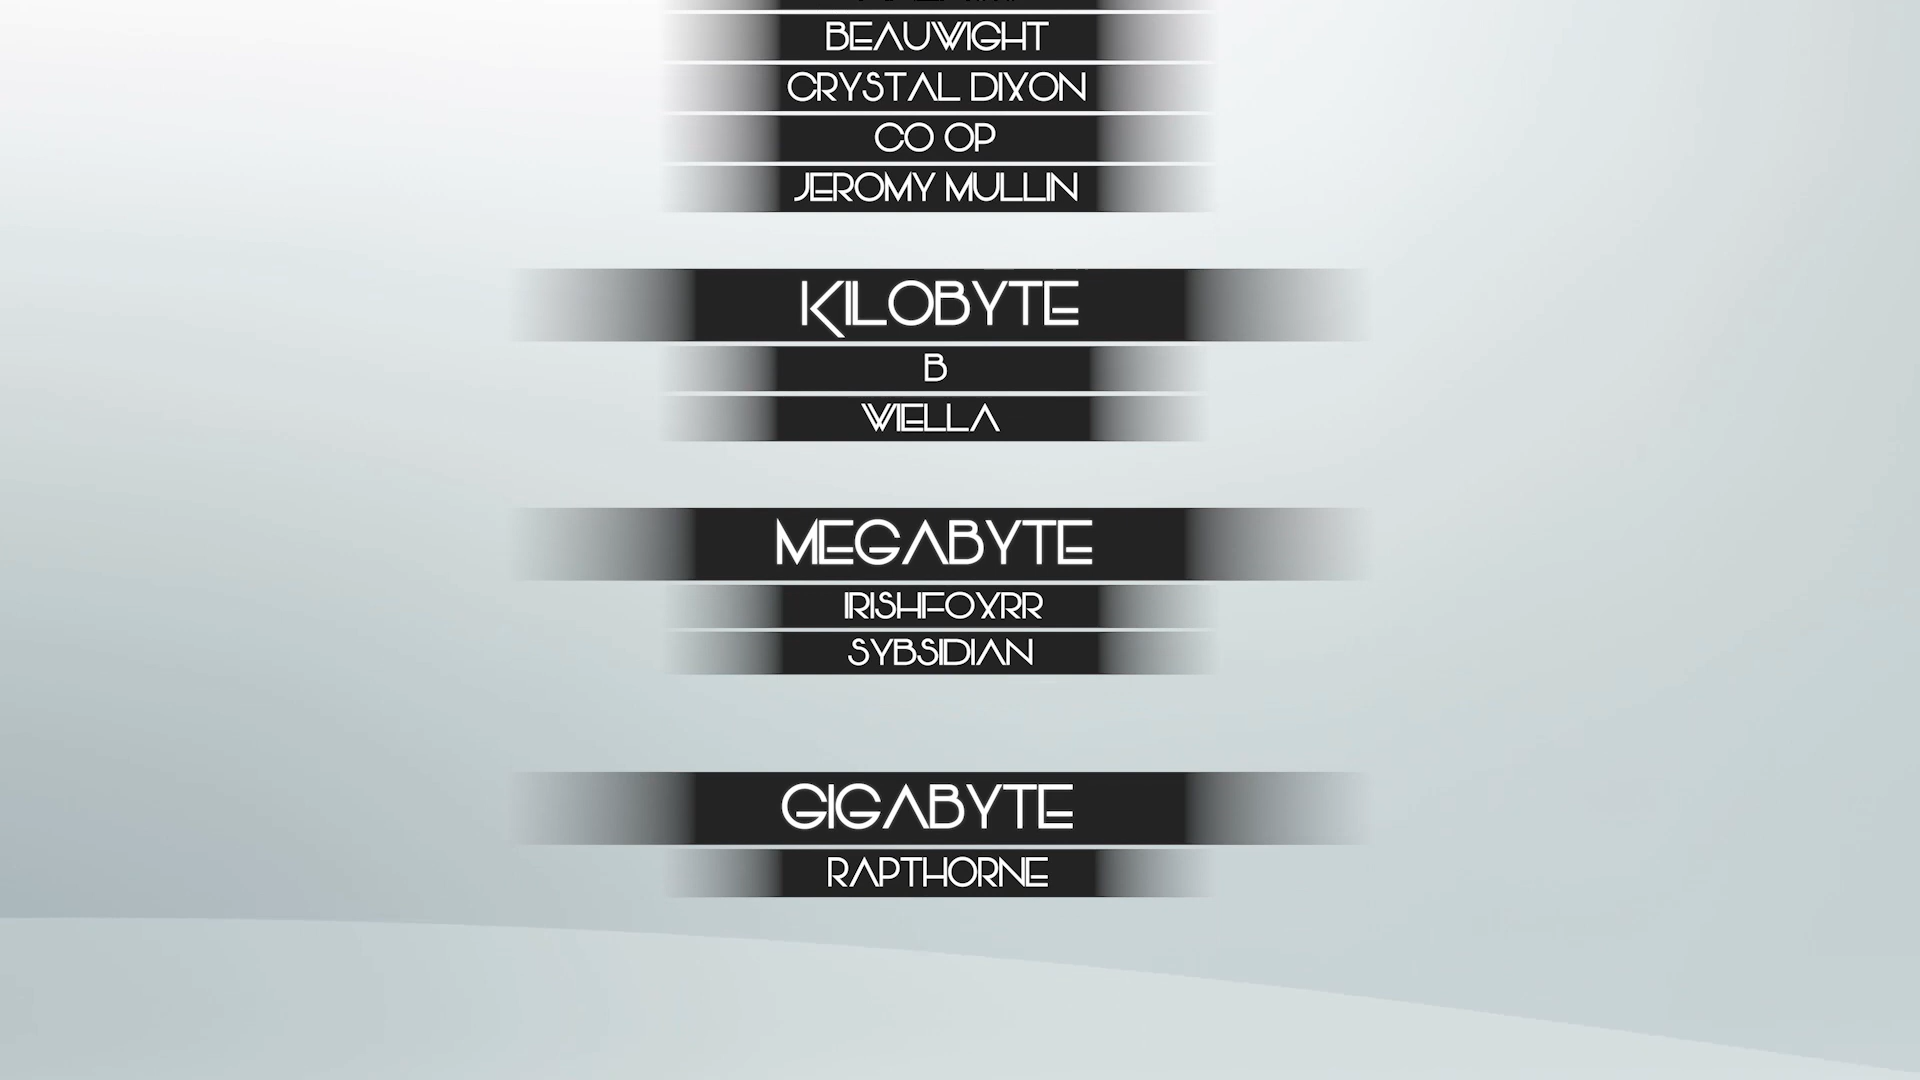 BEAUWIGHT
CRYSTAL DIXON
CO OP
JEROMY MULLIN
KILOBYTE
B
WIELLA
MEGABYTE
IRISHFOXRR
SYBSIDIAN
GIGABYTE
RAPTHORNE